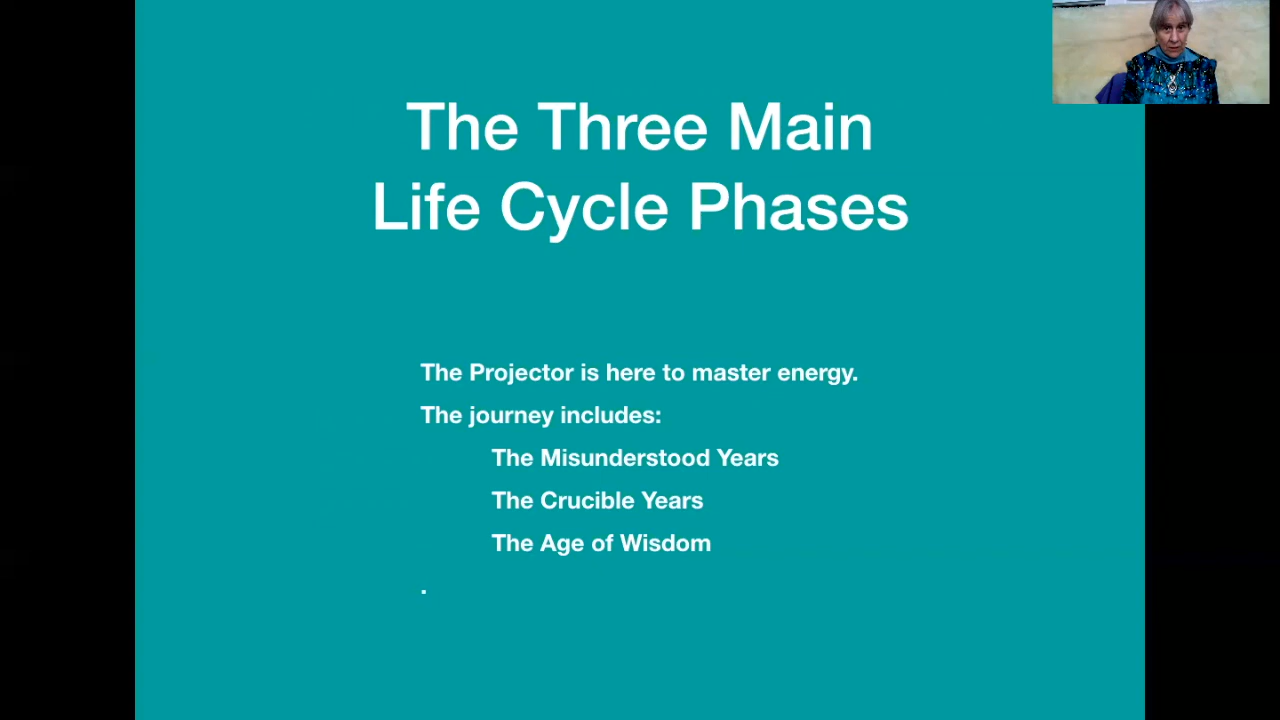 The Three Main
Life Cycle Phases
The Projector is here to master energy.
The journey includes:
The Misunderstood Years
The Crucible Years
The Age of Wisdom
.